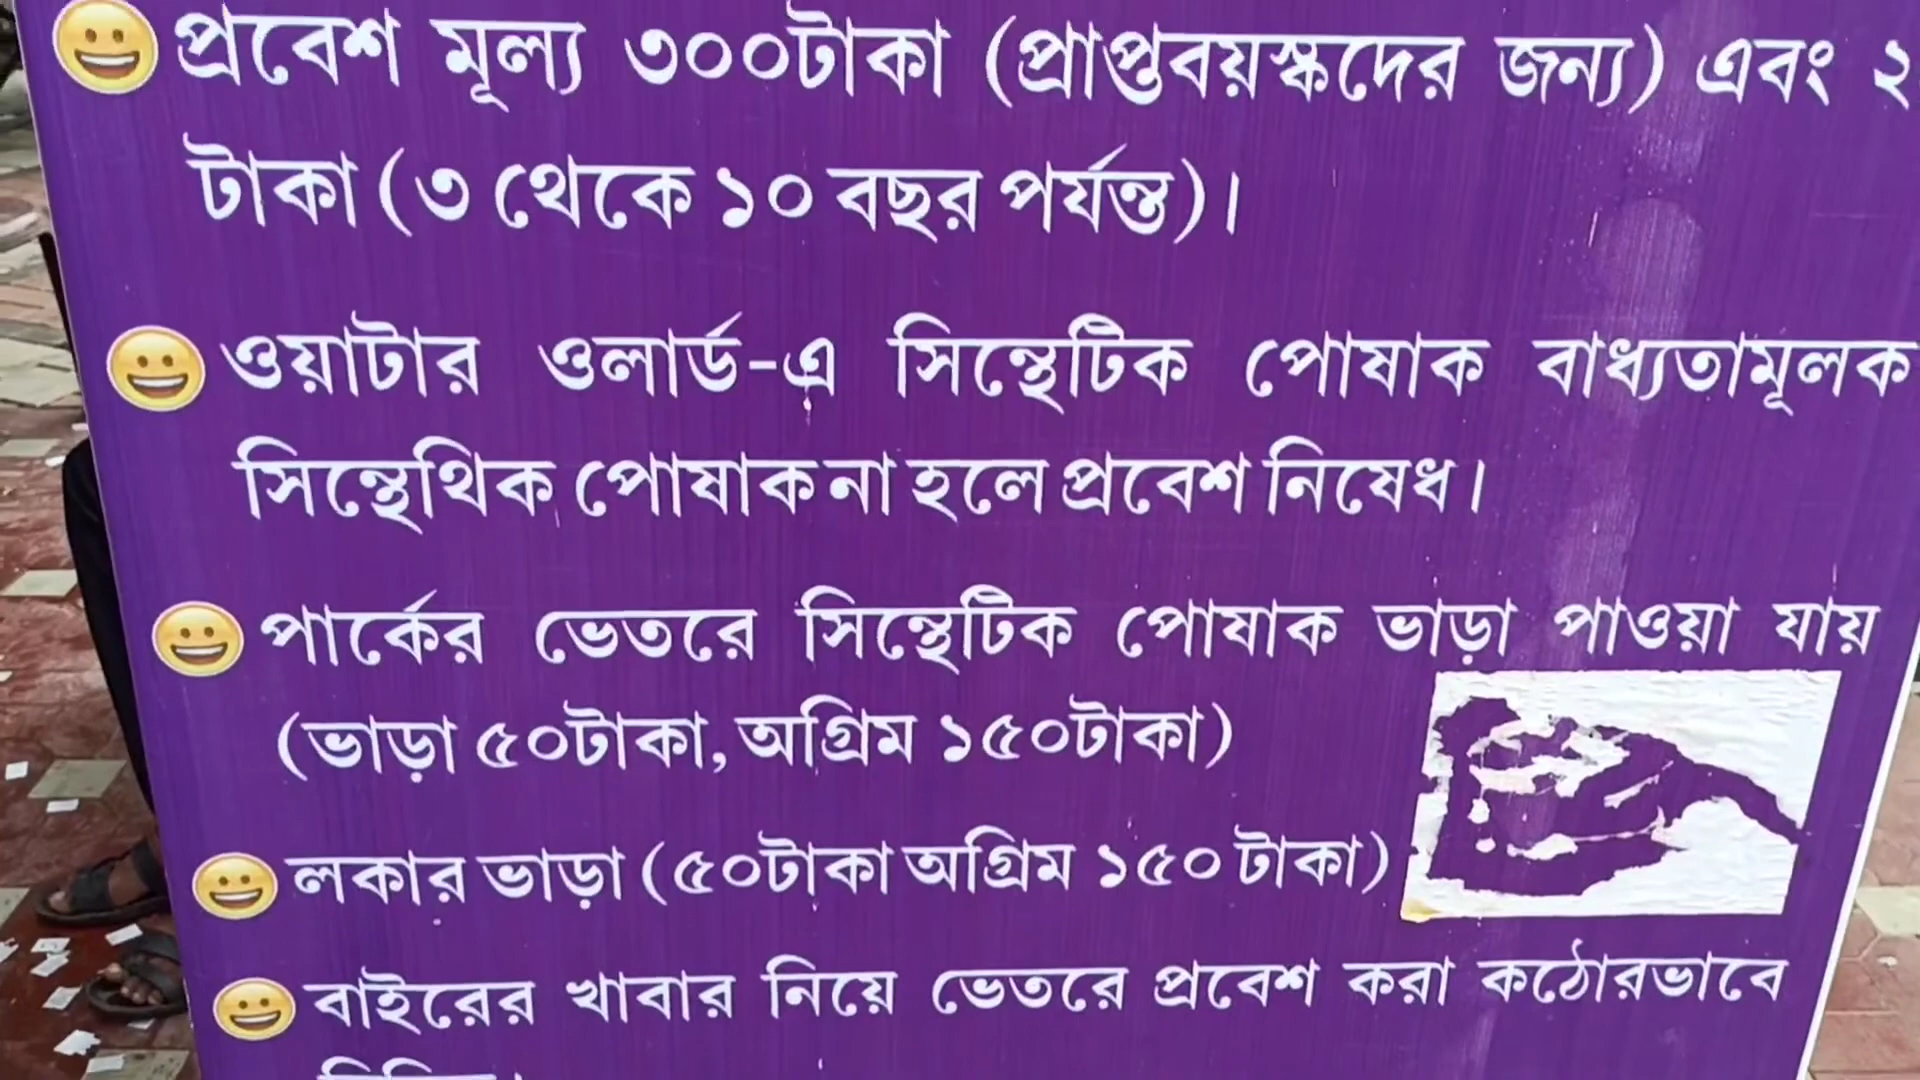 প্রবেশ মূল্য ৩০০টাকা (প্রাপ্তবয়স্কদের জন্য) এবং ২
টাকা (৩ থেকে ১০ বছর পর্যন্ত)।
ওয়াটার ওলার্ড-এ সিন্থেটিক পোষাক বাধ্যতামূলক
সিন্থেথিক পোষাক না হলে প্রবেশ নিষেধ।
পার্কের ভেতরে সিন্থেটিক পোষাক ভাড়া পাওয়া যায়
(ভাড়া ৫০টাকা, অগ্রিম ১৫০টাকা)
লকার ভাড়া (৫০টাকা অগ্রিম ১৫০ টাকা)
বাইরের খাবার নিয়ে ভেতরে প্রবেশ করা কঠোরভাবে